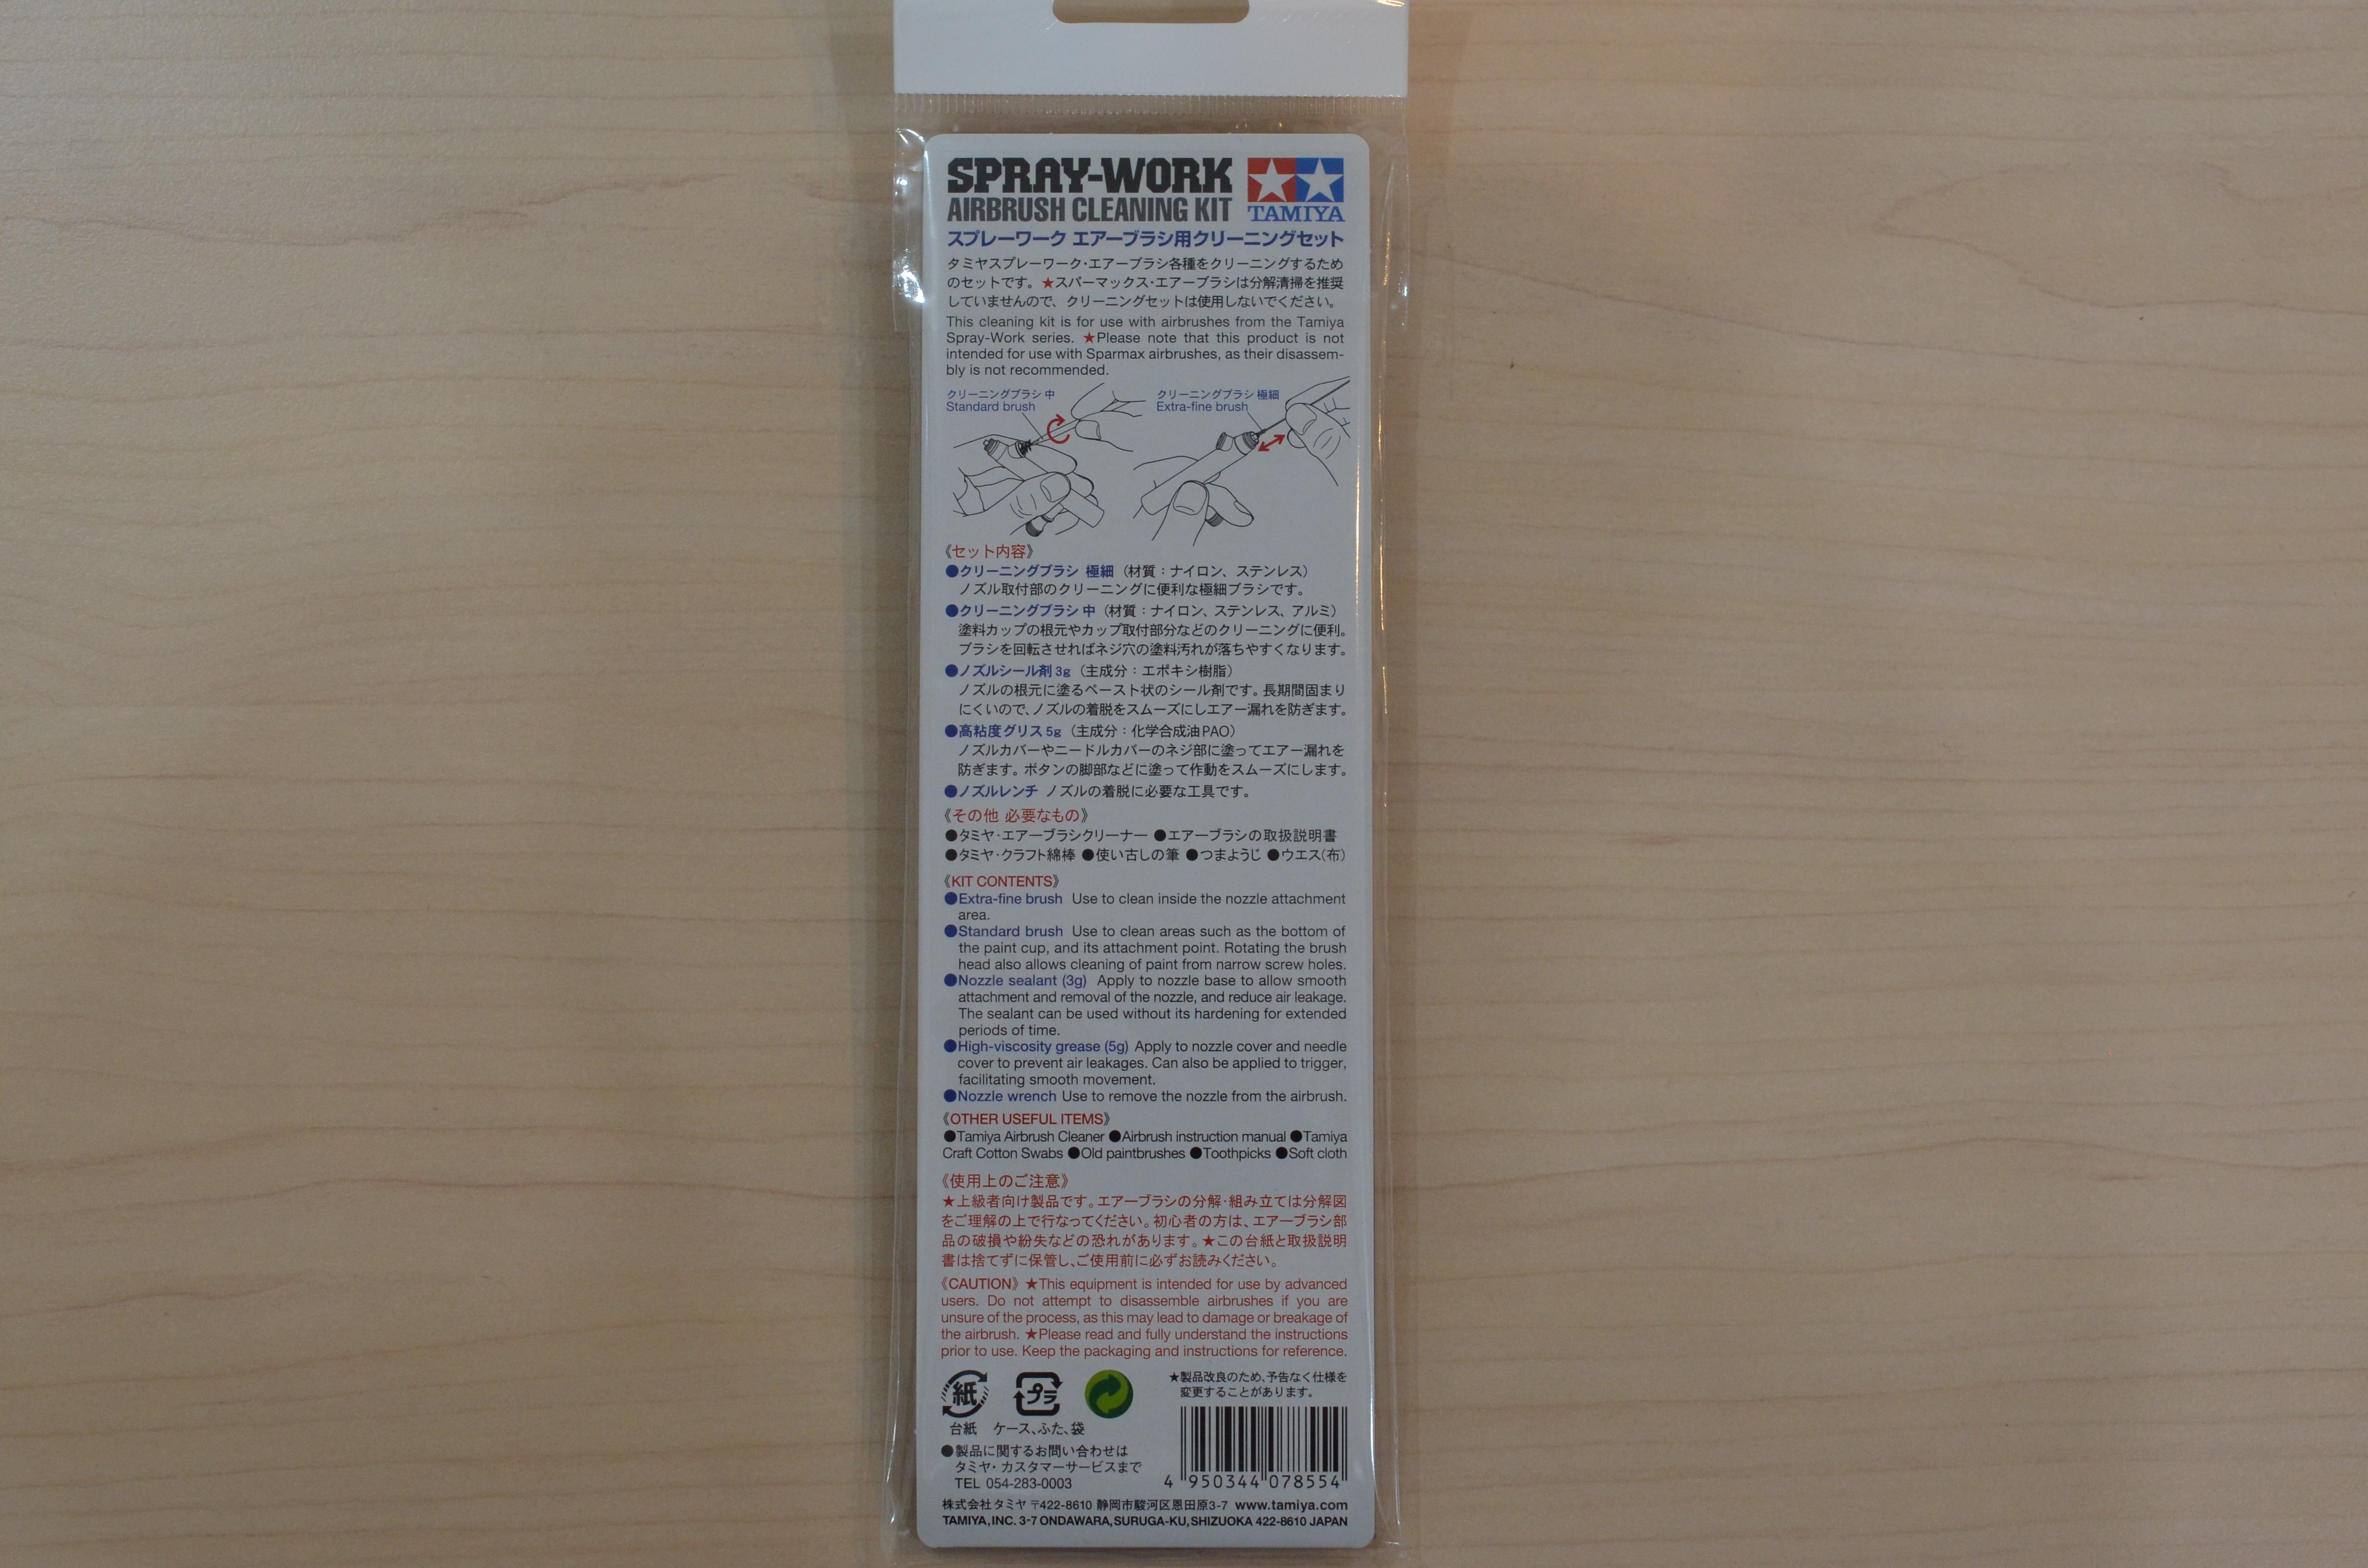 SPRAY-WORK
AIRBRUSH CLEANING KIT
TAMIYA
スプレーワーク エアーブラシ用クリーニングセット
タミヤスプレーワーク・エアーブラシ各種をクリーニングするため
のセットです。★スパーマックス・エアーブラシは分解清掃を推奨
していませんので、クリーニングセットは使用しないでください。
This cleaning kit is for use with airbrushes from the Tamiya
Spray-Work series. ★Please note that this product is not
intended for use with Sparmax airbrushes, as their disassem-
bly is not recommended.
クリーニングブラシ 中
Standard brush
クリーニングブラシ 極細
Extra-fine brush
《セット内容》
●クリーニングブラシ 極細（材質：ナイロン、ステンレス）
ノズル取付部のクリーニングに便利な極細ブラシです。
●クリーニングブラシ 中（材質：ナイロン、ステンレス、アルミ）
塗料カップの根元やカップ取付部分などのクリーニングに便利。
ブラシを回転させればネジ穴の塗料汚れが落ちやすくなります。
●ノズルシール剤 3g（主成分：エポキシ樹脂）
ノズルの根元に塗るペースト状のシール剤です。長期間固まり
にくいので、ノズルの着脱をスムーズにしエアー漏れを防ぎます。
●高粘度グリス 5g（主成分：化学合成油PAO）
ノズルカバーやニードルカバーのネジ部に塗ってエアー漏れを
防ぎます。ボタンの脚部などに塗って作動をスムーズにします。
●ノズルレンチ ノズルの着脱に必要な工具です。
《その他 必要なもの》
●タミヤ・エアーブラシクリーナー ●エアーブラシの取扱説明書
●タミヤ・クラフト綿棒 ●使い古しの筆 ●つまようじ ●ウエス（布）
《KIT CONTENTS》
●Extra-fine brush Use to clean inside the nozzle attachment
area.
●Standard brush Use to clean areas such as the bottom of
the paint cup, and its attachment point. Rotating the brush
head also allows cleaning of paint from narrow screw holes.
●Nozzle sealant (3g) Apply to nozzle base to allow smooth
attachment and removal of the nozzle, and reduce air leakage.
The sealant can be used without its hardening for extended
periods of time.
●High-viscosity grease (5g) Apply to nozzle cover and needle
cover to prevent air leakages. Can also be applied to trigger,
facilitating smooth movement.
●Nozzle wrench Use to remove the nozzle from the airbrush.
《OTHER USEFUL ITEMS》
●Tamiya Airbrush Cleaner ●Airbrush instruction manual ●Tamiya
Craft Cotton Swabs ●Old paintbrushes ●Toothpicks ●Soft cloth
《使用上のご注意》
★上級者向け製品です。エアーブラシの分解・組み立ては分解図
をご理解の上で行なってください。初心者の方は、エアーブラシ部
品の破損や紛失などの恐れがあります。★この台紙と取扱説明
書は捨てずに保管し、ご使用前に必ずお読みください。
《CAUTION》 ★This equipment is intended for use by advanced
users. Do not attempt to disassemble airbrushes if you are
unsure of the process, as this may lead to damage or breakage of
the airbrush. ★Please read and fully understand the instructions
prior to use. Keep the packaging and instructions for reference.
紙
プラ
★製品改良のため、予告なく仕様を
変更することがあります。
台紙 ケース、ふた、袋
●製品に関するお問い合わせは
タミヤ・カスタマーサービスまで
TEL 054-283-0003
4 950344 078554
株式会社タミヤ 〒422-8610 静岡市駿河区恩田原3-7 www.tamiya.com
TAMIYA, INC. 3-7 ONDAWARA, SURUGA-KU, SHIZUOKA 422-8610 JAPAN